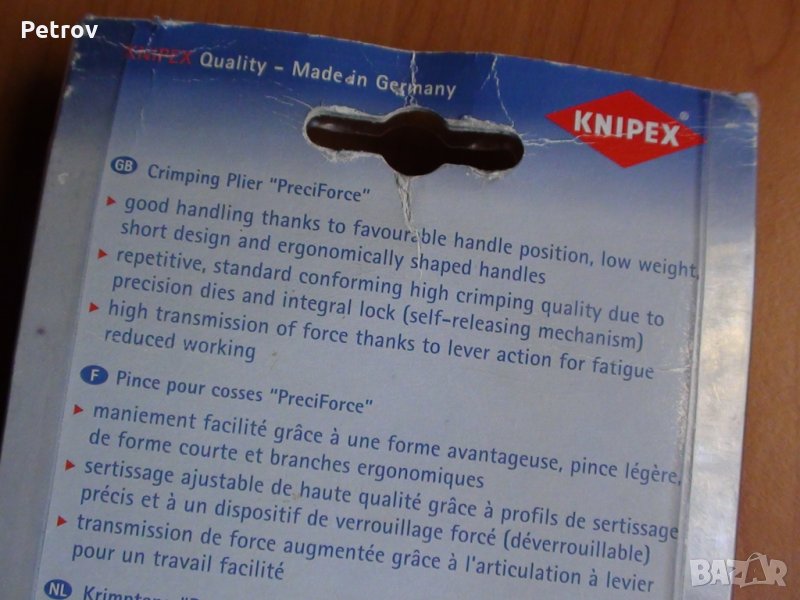 Petrov
KNIPEX Quality - Made in Germany
KNIPEX®
GB Crimping Plier "PreciForce"
good handling thanks to favourable handle position, low weight,
short design and ergonomically shaped handles
repetitive, standard conforming high crimping quality due to
precision dies and integral lock (self-releasing mechanism)
high transmission of force thanks to lever action for fatigue
reduced working
F Pince pour cosses "PreciForce"
maniement facilité grâce à une forme avantageuse, pince légère,
de forme courte et branches ergonomiques
sertissage ajustable de haute qualité grâce à profils de sertissage
précis et à un dispositif de verrouillage forcé (déverrouillable)
transmission de force augmentée grâce à l'articulation à levier
pour un travail facilité
NL
BAZAR